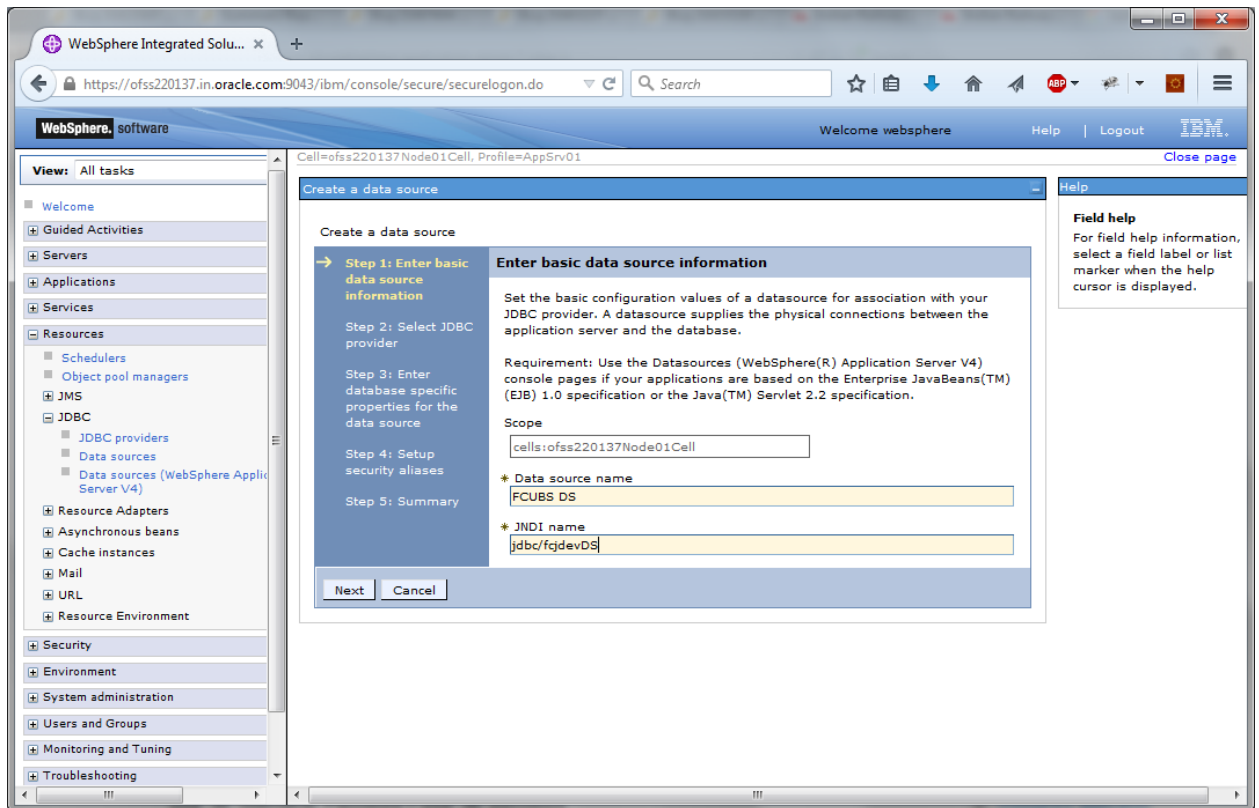 WebSphere Integrated Solu...
https://ofss220137.in.oracle.com:9043/ibm/console/secure/securelogon.do
Search
ABP
WebSphere. software
Welcome websphere
Help
Logout
IBM.
View: All tasks
Welcome
Guided Activities
Servers
Applications
Services
Resources
Schedulers
Object pool managers
JMS
JDBC
JDBC providers
Data sources
Data sources (WebSphere Applic
Server V4)
Resource Adapters
Asynchronous beans
Cache instances
Mail
URL
Resource Environment
Security
Environment
System administration
Users and Groups
Monitoring and Tuning
Troubleshooting
Cell=ofss220137Node01Cell, Profile=AppSrv01
Close page
Create a data source
Create a data source
Step 1: Enter basic
data source
information
Step 2: Select JDBC
provider
Step 3: Enter
database specific
properties for the
data source
Step 4: Setup
security aliases
Step 5: Summary
Enter basic data source information
Set the basic configuration values of a datasource for association with your
JDBC provider. A datasource supplies the physical connections between the
application server and the database.
Requirement: Use the Datasources (WebSphere(R) Application Server V4)
console pages if your applications are based on the Enterprise JavaBeans(TM)
(EJB) 1.0 specification or the Java(TM) Servlet 2.2 specification.
Scope
cells:ofss220137Node01Cell
* Data source name
FCUBS DS
* JNDI name
jdbc/fcjdevDS
Next
Cancel
Help
Field help
For field help information,
select a field label or list
marker when the help
cursor is displayed.